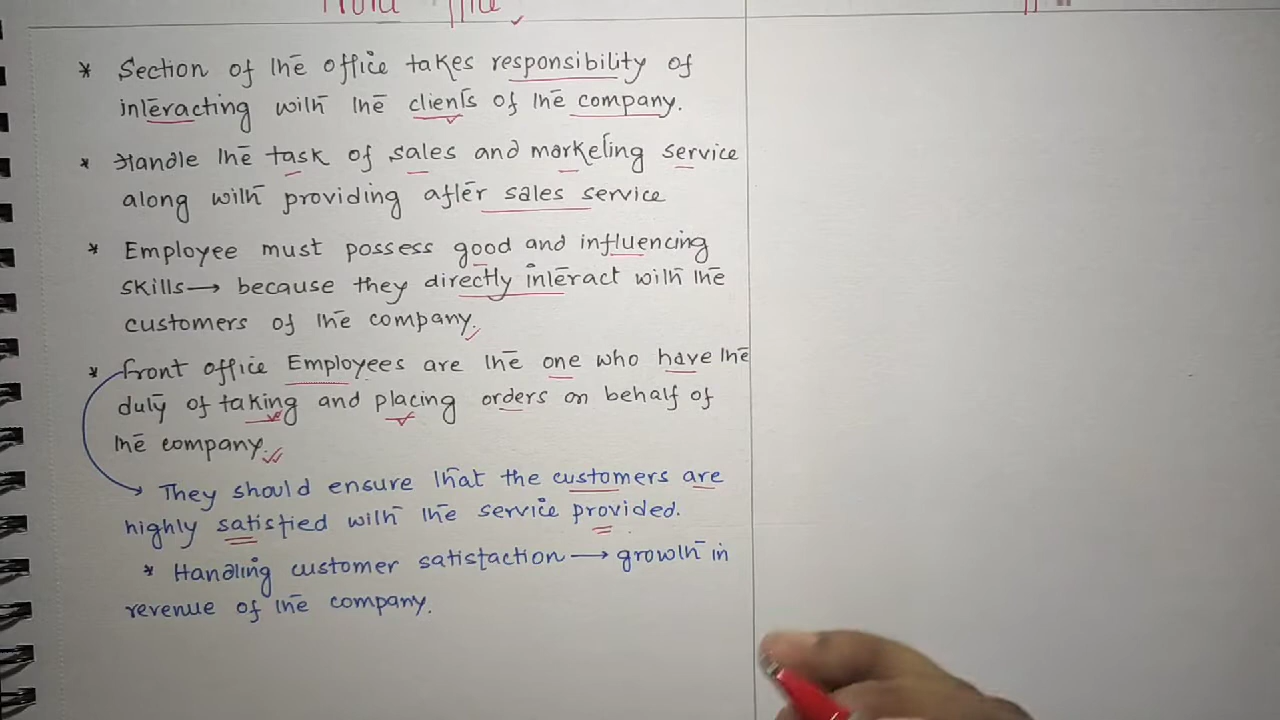 * Section of the office takes responsibility of
interacting with the clients of the company.
* Handle the task of sales and marketing service
along with providing after sales service
* Employee must possess good and influencing
skills → because they directly interact with the
customers of the company.
* Front office Employees are the one who have the
duty of taking and placing orders on behalf of
the company.
They should ensure that the customers are
highly satisfied with the service provided.
* Handling customer satisfaction → growth in
revenue of the company.